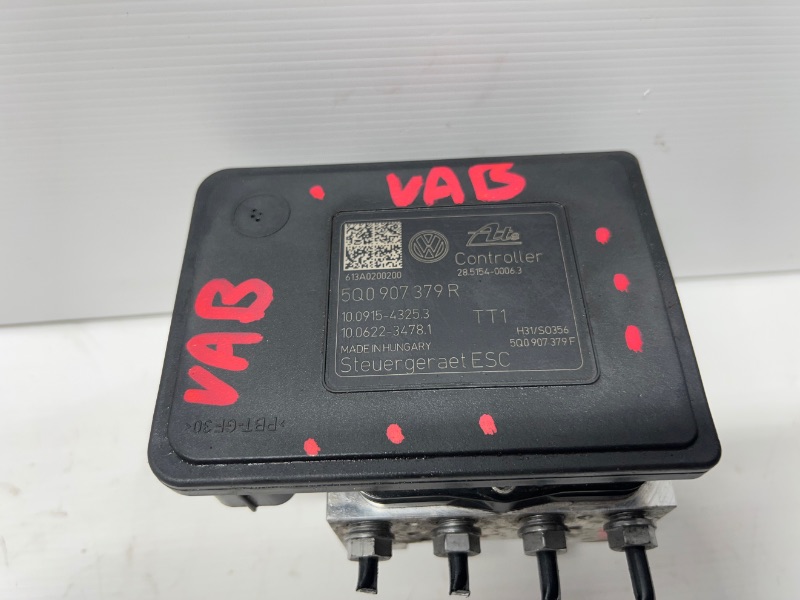 VAB
VAB
Ate
613A0200200
Controller
28.5154-0006.3
5Q0 907 379 R
10.0915-4325.3
TT1
10.0622-3478.1
H31/S0356
MADE IN HUNGARY
5Q0 907 379 F
Steuergeraet ESC
>PBT-GF30<